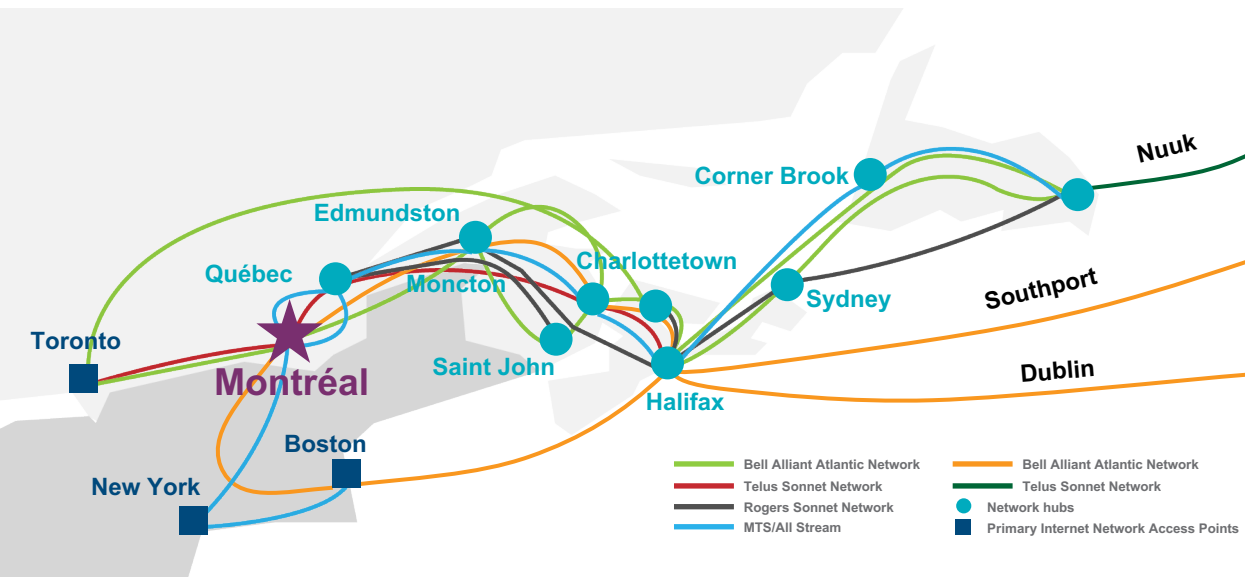 Nuuk
Corner Brook
Edmundston
Charlottetown
Québec
Moncton
Southport
Sydney
Toronto
Saint John
Montréal
Dublin
Halifax
Boston
New York
Bell Alliant Atlantic Network
Telus Sonnet Network
Rogers Sonnet Network
MTS/All Stream
Bell Alliant Atlantic Network
Telus Sonnet Network
Network hubs
Primary Internet Network Access Points